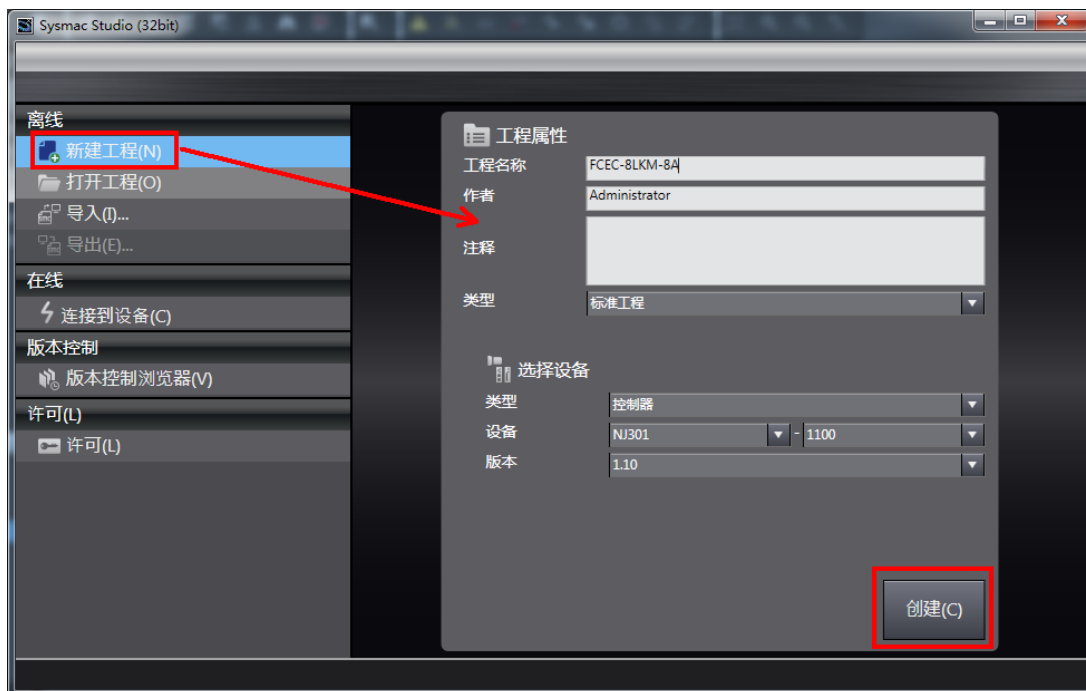 Sysmac Studio (32bit)
离线
新建工程(N)
打开工程(O)
导入(I)...
导出(E)...
在线
连接到设备(C)
版本控制
版本控制浏览器(V)
许可(L)
许可(L)
工程属性
工程名称 FCEC-8LKM-8A
作者 Administrator
注释
类型 标准工程
选择设备
类型 控制器
设备 NJ301 - 1100
版本 1.10
创建(C)